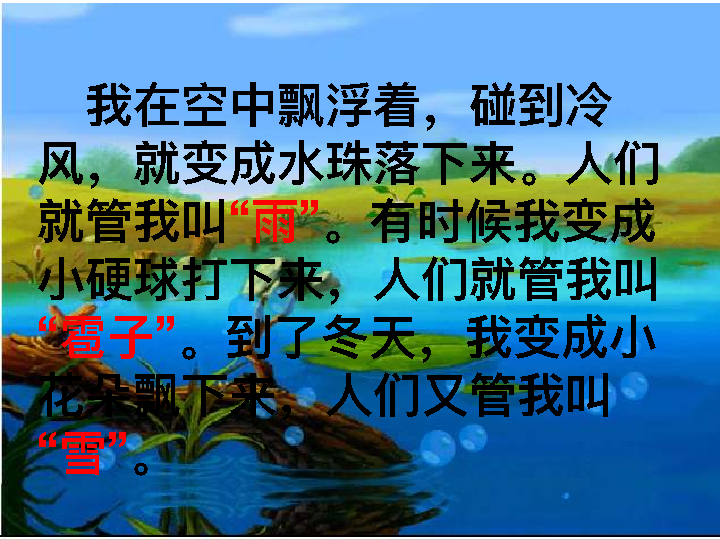 我在空中飘浮着，碰到冷
风，就变成水珠落下来。人们
就管我叫“雨”。有时候我变成
小硬球打下来，人们就管我叫
“雹子”。到了冬天，我变成小
花朵飘下来，人们又管我叫
“雪”。